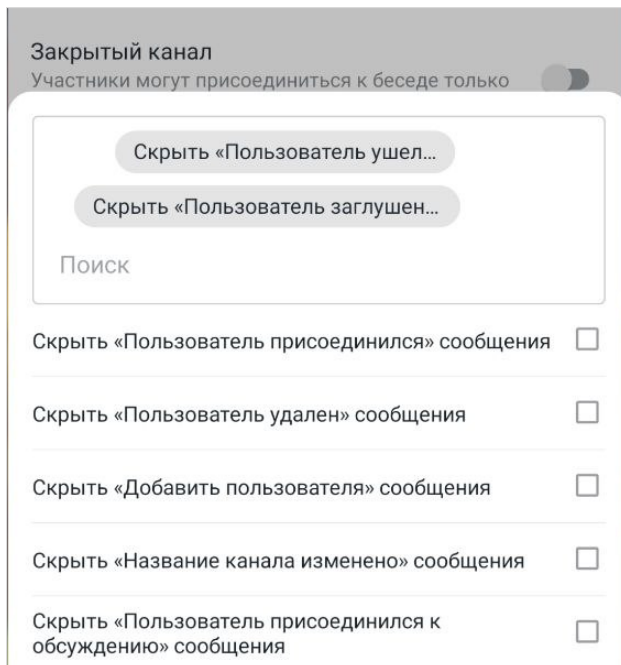 Закрытый канал
Участники могут присоединиться к беседе только
Скрыть «Пользователь ушел...
Скрыть «Пользователь заглушен...
Поиск
Скрыть «Пользователь присоединился» сообщения
Скрыть «Пользователь удален» сообщения
Скрыть «Добавить пользователя» сообщения
Скрыть «Название канала изменено» сообщения
Скрыть «Пользователь присоединился к
обсуждению» сообщения